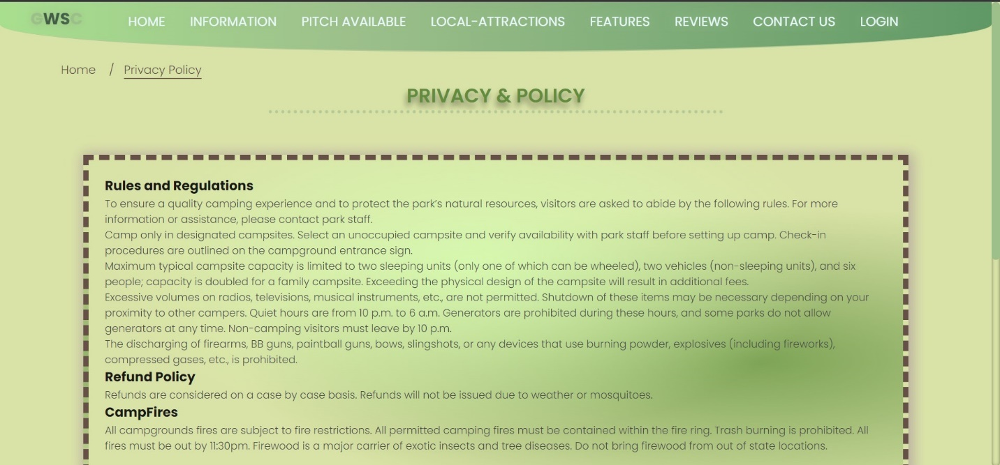 GWSC HOME INFORMATION PITCH AVAILABLE LOCAL-ATTRACTIONS FEATURES REVIEWS CONTACT US LOGIN
Home / Privacy Policy
PRIVACY & POLICY
Rules and Regulations
To ensure a quality camping experience and to protect the park's natural resources, visitors are asked to abide by the following rules. For more
information or assistance, please contact park staff.
Camp only in designated campsites. Select an unoccupied campsite and verify availability with park staff before setting up camp. Check-in
procedures are outlined on the campground entrance sign.
Maximum typical campsite capacity is limited to two sleeping units (only one of which can be wheeled), two vehicles (non-sleeping units), and six
people; capacity is doubled for a family campsite. Exceeding the physical design of the campsite will result in additional fees.
Excessive volumes on radios, televisions, musical instruments, etc., are not permitted. Shutdown of these items may be necessary depending on your
proximity to other campers. Quiet hours are from 10 p.m. to 6 a.m. Generators are prohibited during these hours, and some parks do not allow
generators at any time. Non-camping visitors must leave by 10 p.m.
The discharging of firearms, BB guns, paintball guns, bows, slingshots, or any devices that use burning powder, explosives (including fireworks),
compressed gases, etc., is prohibited.
Refund Policy
Refunds are considered on a case by case basis. Refunds will not be issued due to weather or mosquitoes.
CampFires
All campgrounds fires are subject to fire restrictions. All permitted camping fires must be contained within the fire ring. Trash burning is prohibited. All
fires must be out by 11:30pm. Firewood is a major carrier of exotic insects and tree diseases. Do not bring firewood from out of state locations.